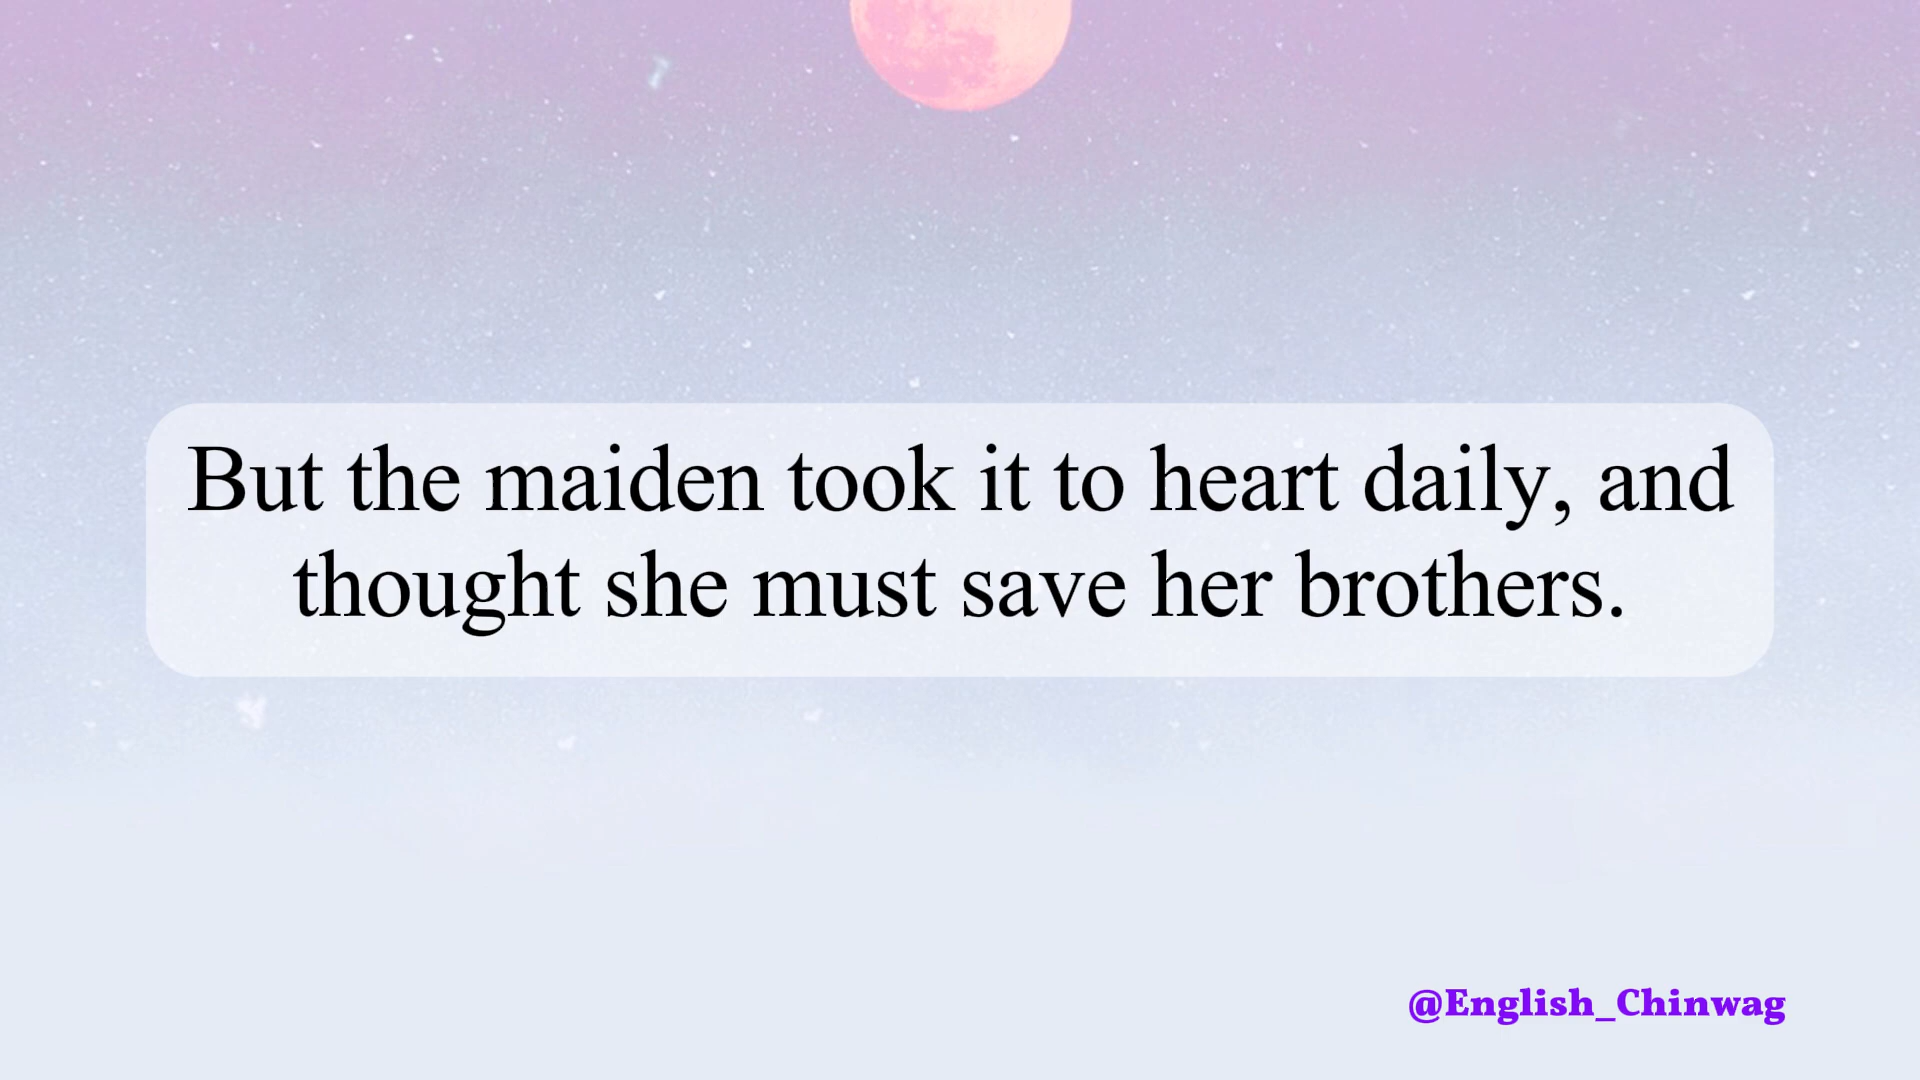 But the maiden took it to heart daily, and
thought she must save her brothers.
@English_Chinwag